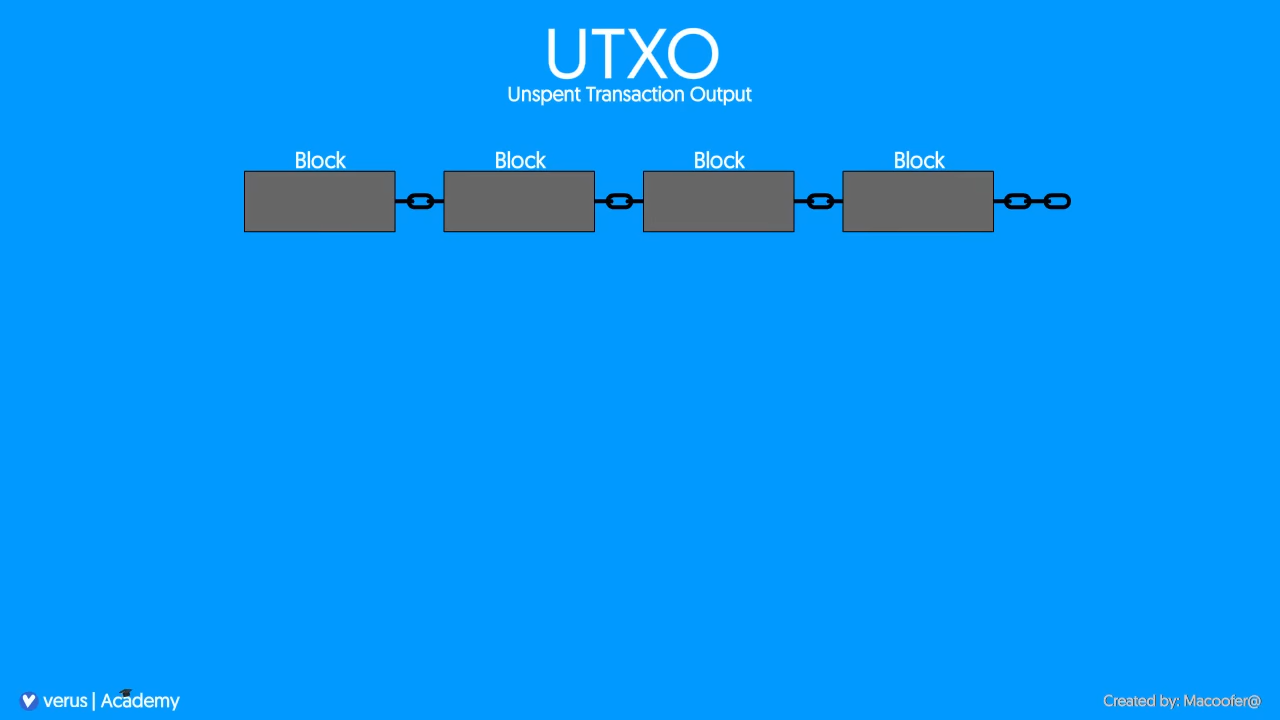 UTXO
Unspent Transaction Output
Block Block Block Block
verus | Academy
Created by: Macoofer@